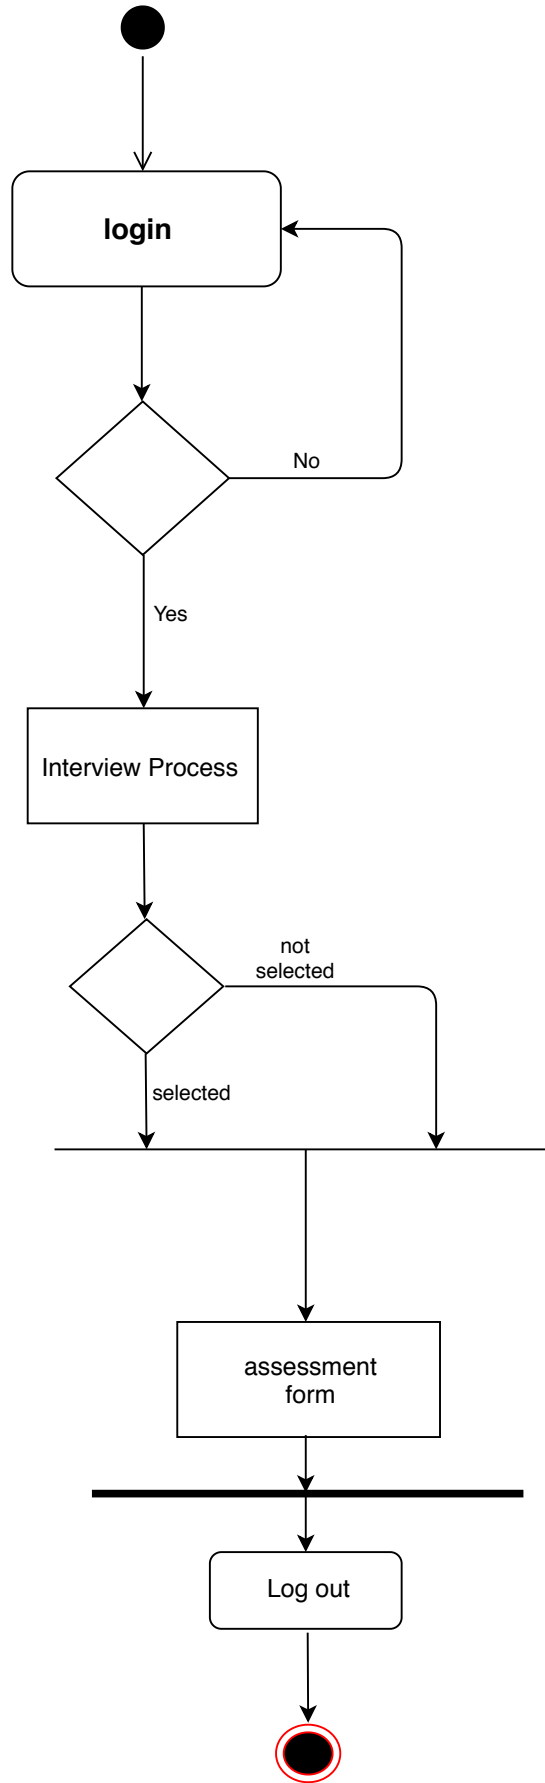 login
No
Yes
Interview Process
not
selected
selected
assessment
form
Log out